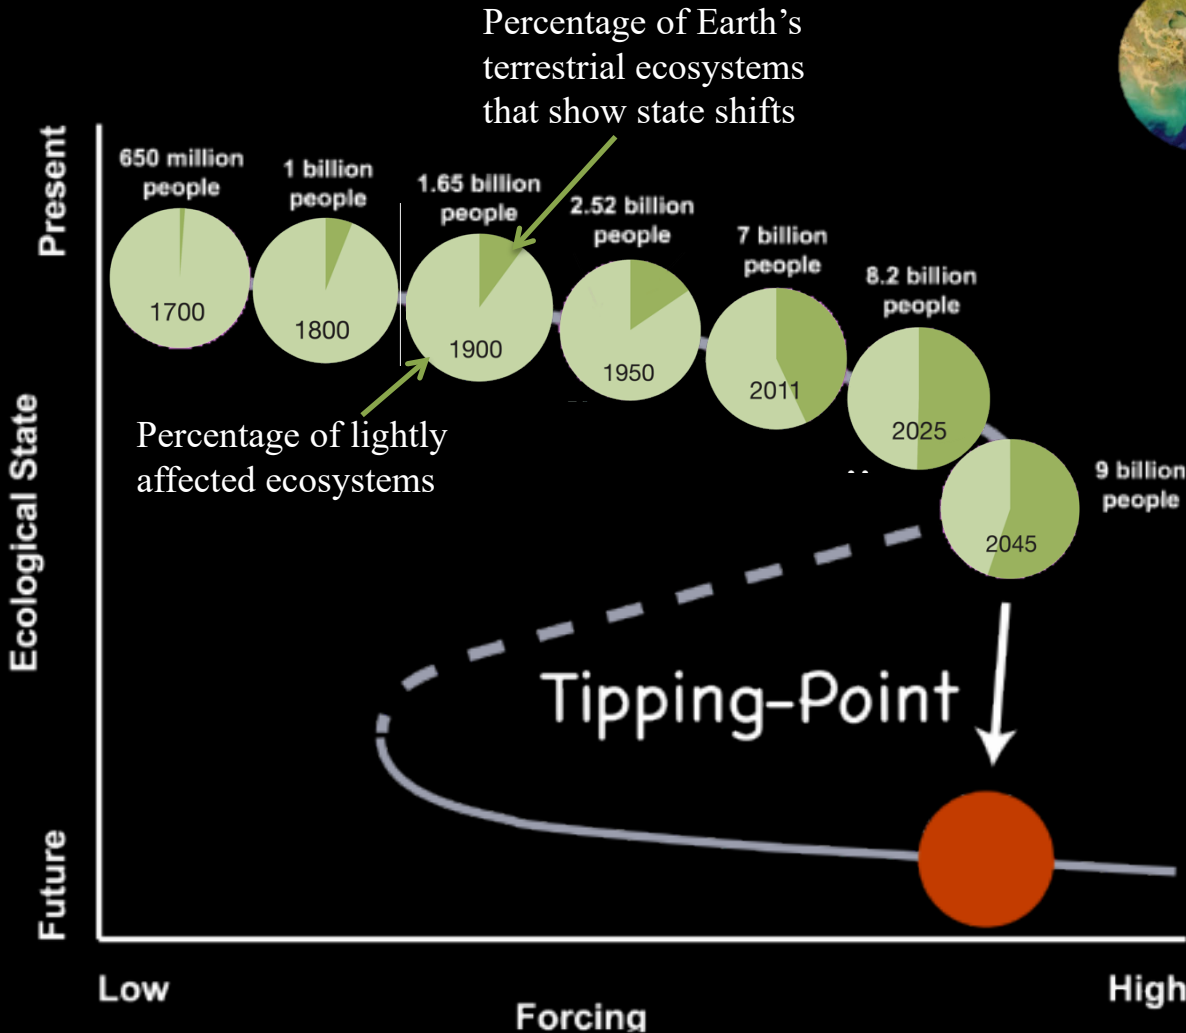 Percentage of Earth’s
terrestrial ecosystems
that show state shifts
Present
650 million
people
1 billion
people
1.65 billion
people
2.52 billion
people
7 billion
people
8.2 billion
people
9 billion
people
1700
1800
1900
1950
2011
2025
2045
Percentage of lightly
affected ecosystems
Ecological State
Tipping-Point
Future
Low
High
Forcing